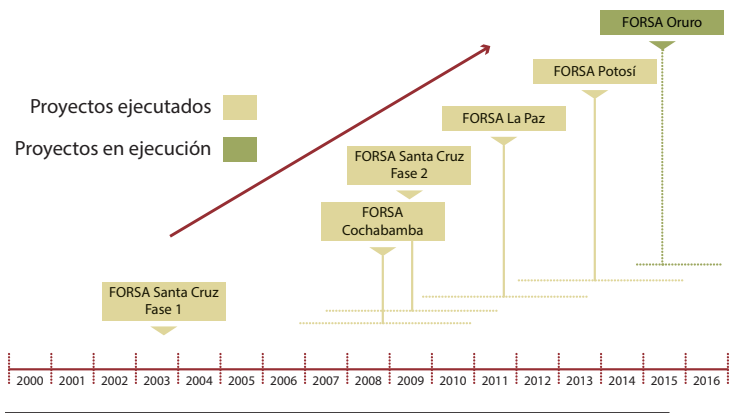 FORSA Oruro
FORSA Potosí
Proyectos ejecutados
FORSA La Paz
Proyectos en ejecución
FORSA Santa Cruz
Fase 2
FORSA
Cochabamba
FORSA Santa Cruz
Fase 1
2000 2001 2002 2003 2004 2005 2006 2007 2008 2009 2010 2011 2012 2013 2014 2015 2016